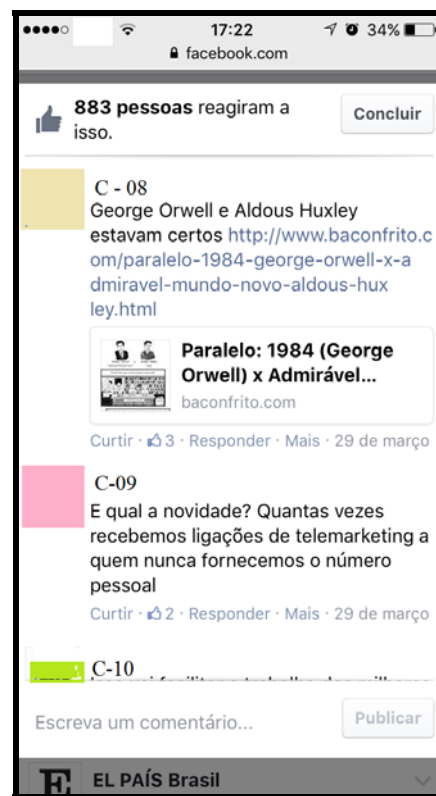 17:22
34%
facebook.com
883 pessoas reagiram a
isso.
Concluir
C - 08
George Orwell e Aldous Huxley
estavam certos http://www.baconfrito.c
om/paralelo-1984-george-orwell-x-a
dmiravel-mundo-novo-aldous-hux
ley.html
Paralelo: 1984 (George
Orwell) x Admirável...
baconfrito.com
Curtir · 3 · Responder · Mais · 29 de março
C-09
E qual a novidade? Quantas vezes
recebemos ligações de telemarketing a
quem nunca fornecemos o número
pessoal
Curtir · 2 · Responder · Mais · 29 de março
C-10
Escreva um comentário...
Publicar
EL PAÍS Brasil